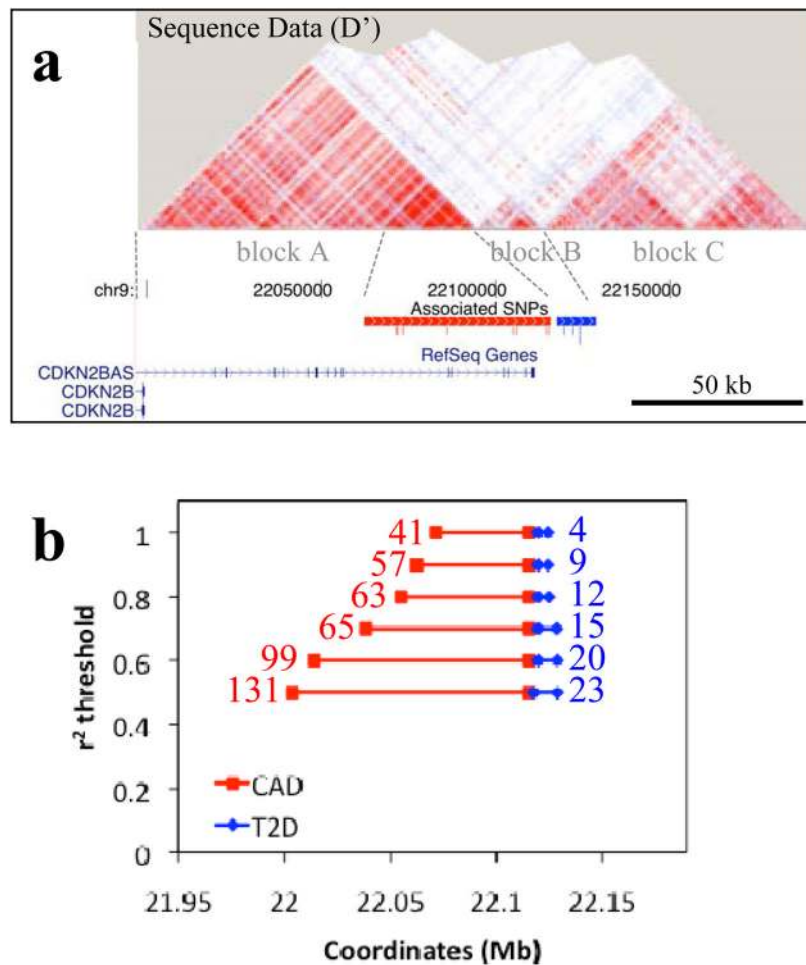 a
Sequence Data (D')
block A
block B
block C
chr9:
22050000
22100000
22150000
Associated SNPs
RefSeq Genes
CDKN2BAS
CDKN2B
CDKN2B
50 kb
b
r² threshold
1
0.8
0.6
0.4
0.2
0
41
4
57
9
63
12
65
15
99
20
131
23
CAD
T2D
21.95
22
22.05
22.1
22.15
Coordinates (Mb)